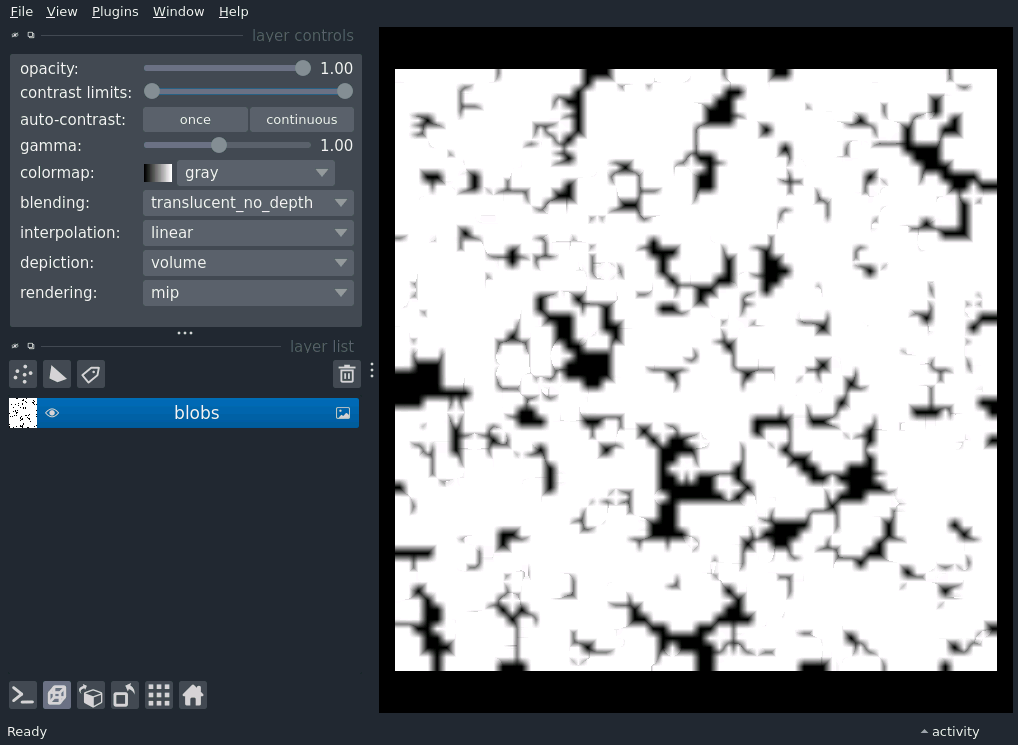 File View Plugins Window Help
layer controls
opacity: 1.00
contrast limits:
auto-contrast: once continuous
gamma: 1.00
colormap: gray
blending: translucent_no_depth
interpolation: linear
depiction: volume
rendering: mip
layer list
blobs
Ready activity